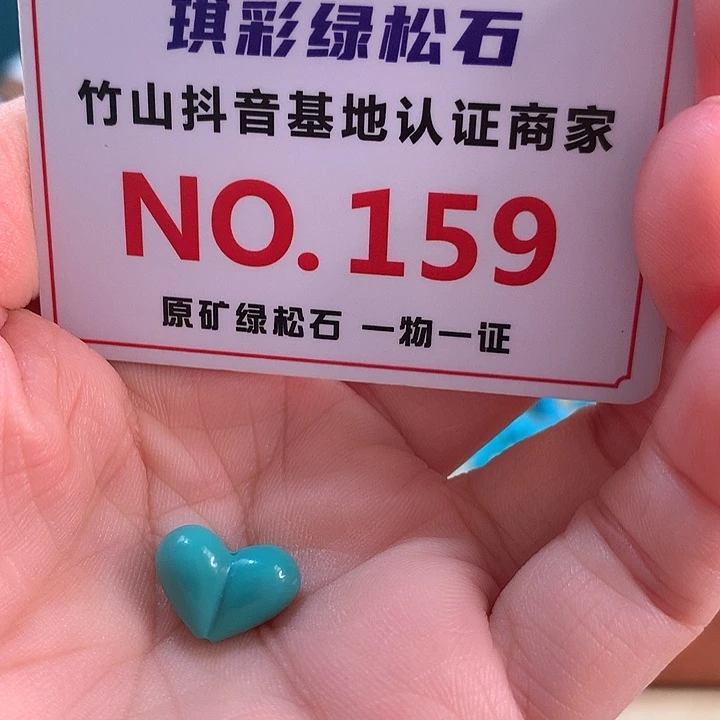 琪彩绿松石
竹山抖音基地认证商家
NO.159
原矿绿松石 一物一证